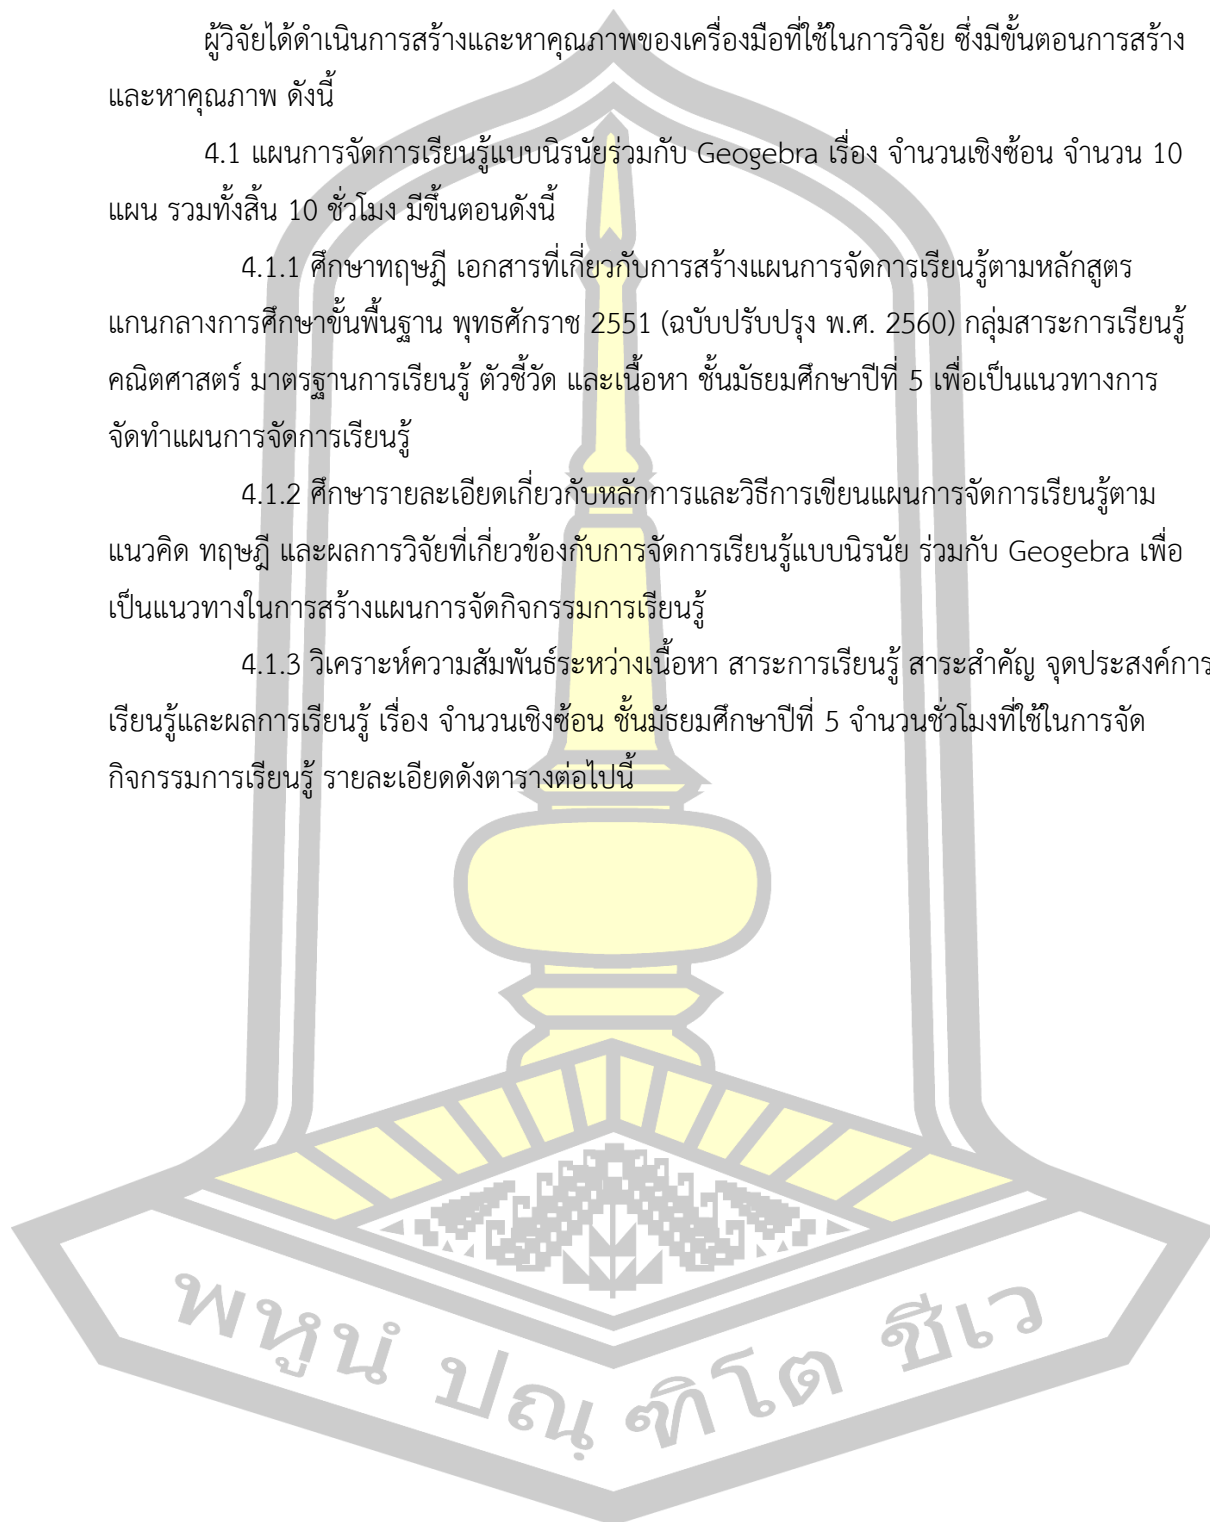 ผู้วิจัยได้ดำเนินการสร้างและหาคุณภาพของเครื่องมือที่ใช้ในการวิจัย ซึ่งมีขั้นตอนการสร้าง
และหาคุณภาพ ดังนี้
4.1 แผนการจัดการเรียนรู้แบบนิรนัยร่วมกับ Geogebra เรื่อง จำนวนเชิงซ้อน จำนวน 10
แผน รวมทั้งสิ้น 10 ชั่วโมง มีขึ้นตอนดังนี้
4.1.1 ศึกษาทฤษฎี เอกสารที่เกี่ยวกับการสร้างแผนการจัดการเรียนรู้ตามหลักสูตร
แกนกลางการศึกษาขั้นพื้นฐาน พุทธศักราช 2551 (ฉบับปรับปรุง พ.ศ. 2560) กลุ่มสาระการเรียนรู้
คณิตศาสตร์ มาตรฐานการเรียนรู้ ตัวชี้วัด และเนื้อหา ชั้นมัธยมศึกษาปีที่ 5 เพื่อเป็นแนวทางการ
จัดทำแผนการจัดการเรียนรู้
4.1.2 ศึกษารายละเอียดเกี่ยวกับหลักการและวิธีการเขียนแผนการจัดการเรียนรู้ตาม
แนวคิด ทฤษฎี และผลการวิจัยที่เกี่ยวข้องกับการจัดการเรียนรู้แบบนิรนัย ร่วมกับ Geogebra เพื่อ
เป็นแนวทางในการสร้างแผนการจัดกิจกรรมการเรียนรู้
4.1.3 วิเคราะห์ความสัมพันธ์ระหว่างเนื้อหา สาระการเรียนรู้ สาระสำคัญ จุดประสงค์การ
เรียนรู้และผลการเรียนรู้ เรื่อง จำนวนเชิงซ้อน ชั้นมัธยมศึกษาปีที่ 5 จำนวนชั่วโมงที่ใช้ในการจัด
กิจกรรมการเรียนรู้ รายละเอียดดังตารางต่อไปนี้
พหูนํ ปณฺ ฑิโต ชีเว